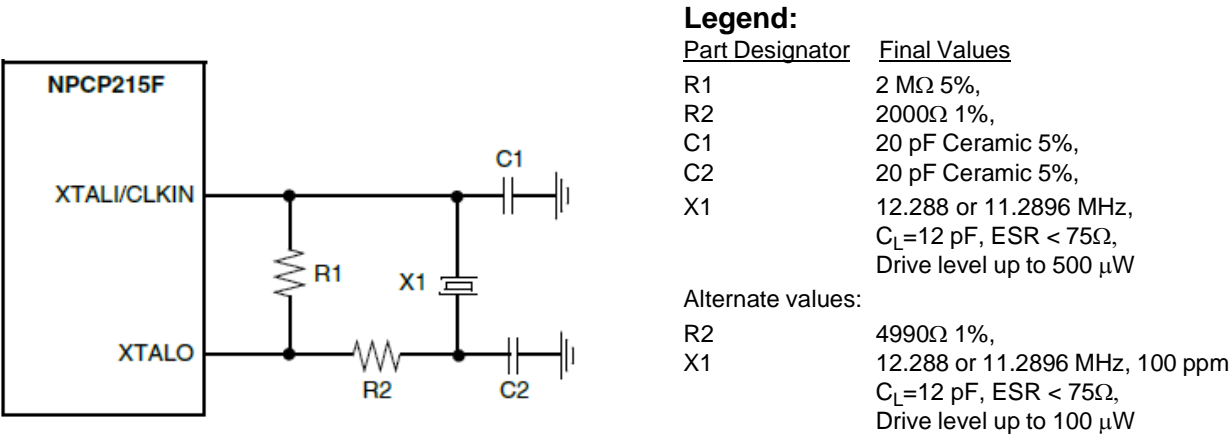 NPCP215F
XTALI/CLKIN
XTALO
R1
R2
X1
C1
C2
Legend:
Part Designator Final Values
R1 2 MΩ 5%,
R2 2000Ω 1%,
C1 20 pF Ceramic 5%,
C2 20 pF Ceramic 5%,
X1 12.288 or 11.2896 MHz,
CL=12 pF, ESR < 75Ω,
Drive level up to 500 μW
Alternate values:
R2 4990Ω 1%,
X1 12.288 or 11.2896 MHz, 100 ppm
CL=12 pF, ESR < 75Ω,
Drive level up to 100 μW